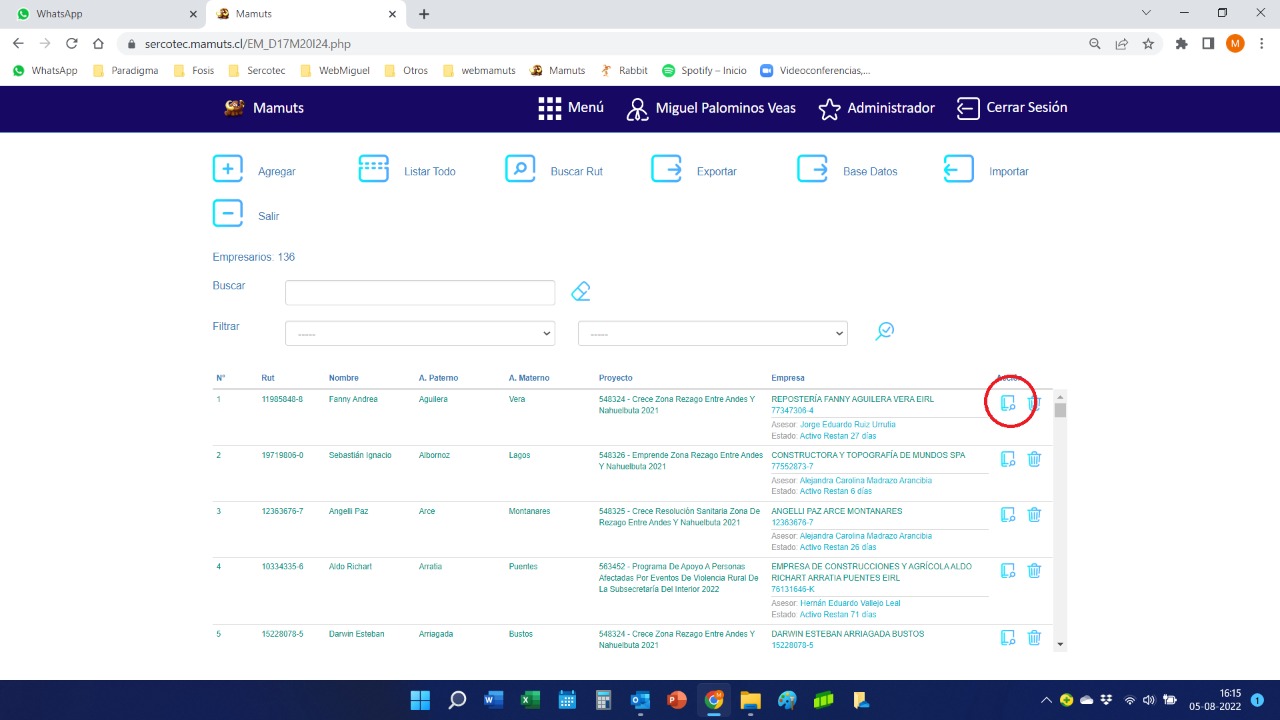 WhatsApp
Mamuts
sercotec.mamuts.cl/EM_D17M20I24.php
M
WhatsApp Paradigma Fosis Sercotec WebMiguel Otros webmamuts Mamuts Rabbit Spotify – Inicio Videoconferencias,...
Mamuts Menú Miguel Palominos Veas Administrador Cerrar Sesión
Agregar Listar Todo Buscar Rut Exportar Base Datos Importar
Salir
Empresarios: 136
Buscar
Filtrar ----- -----
N° Rut Nombre A. Paterno A. Materno Proyecto Empresa Acción
1 11985848-8 Fanny Andrea Aguilera Vera 548324 - Crece Zona Rezago Entre Andes Y REPOSTERÍA FANNY AGUILERA VERA EIRL
Nahuelbuta 2021 77347306-4
Asesor: Jorge Eduardo Ruiz Urrutia
Estado: Activo Restan 27 días
2 19719806-0 Sebastián Ignacio Albornoz Lagos 548326 - Emprende Zona Rezago Entre Andes CONSTRUCTORA Y TOPOGRAFÍA DE MUNDOS SPA
Y Nahuelbuta 2021 77552873-7
Asesor: Alejandra Carolina Madrazo Arancibia
Estado: Activo Restan 6 días
3 12363676-7 Angelli Paz Arce Montanares 548325 - Crece Resolución Sanitaria Zona De ANGELLI PAZ ARCE MONTANARES
Rezago Entre Andes Y Nahuelbuta 2021 12363676-7
Asesor: Alejandra Carolina Madrazo Arancibia
Estado: Activo Restan 26 días
4 10334335-6 Aldo Richart Arratia Puentes 563452 - Programa De Apoyo A Personas EMPRESA DE CONSTRUCCIONES Y AGRÍCOLA ALDO
Afectadas Por Eventos De Violencia Rural De RICHART ARRATIA PUENTES EIRL
La Subsecretaría Del Interior 2022 76131646-K
Asesor: Hernán Eduardo Vallejo Leal
Estado: Activo Restan 71 días
5 15228078-5 Darwin Esteban Arriagada Bustos 548324 - Crece Zona Rezago Entre Andes Y DARWIN ESTEBAN ARRIAGADA BUSTOS
Nahuelbuta 2021 15228078-5
16:15
05-08-2022
1